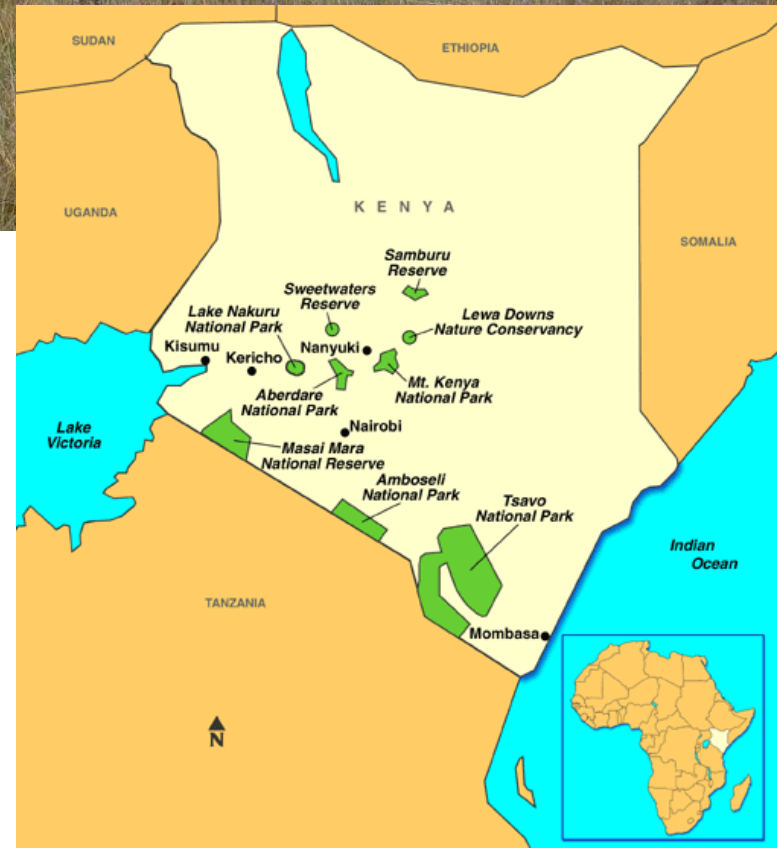 SUDAN
ETHIOPIA
UGANDA
KENYA
SOMALIA
Samburu
Reserve
Sweetwaters
Reserve
Lake Nakuru
National Park
Lewa Downs
Nature Conservancy
Kisumu
Kericho
Nanyuki
Mt. Kenya
National Park
Aberdare
National Park
Lake
Victoria
Nairobi
Masai Mara
National Reserve
Amboseli
National Park
Tsavo
National Park
Indian
Ocean
TANZANIA
Mombasa
N